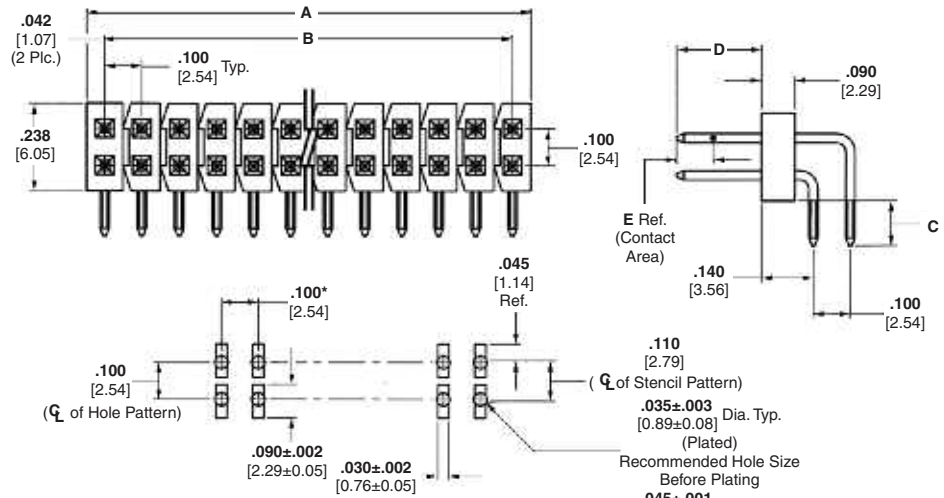 A
.042
[1.07]
(2 Plc.)
B
.100
[2.54] Typ.
D
.090
[2.29]
.238
[6.05]
.100
[2.54]
E Ref.
(Contact
Area)
C
.140
[3.56]
.100
[2.54]
.045
[1.14]
Ref.
.100*
[2.54]
.110
[2.79]
(℄ of Stencil Pattern)
.100
[2.54]
(℄ of Hole Pattern)
.035±.003
[0.89±0.08] Dia. Typ.
(Plated)
Recommended Hole Size
Before Plating
.090±.002
[2.29±0.05]
.030±.002
[0.76±0.05]
.045±.001